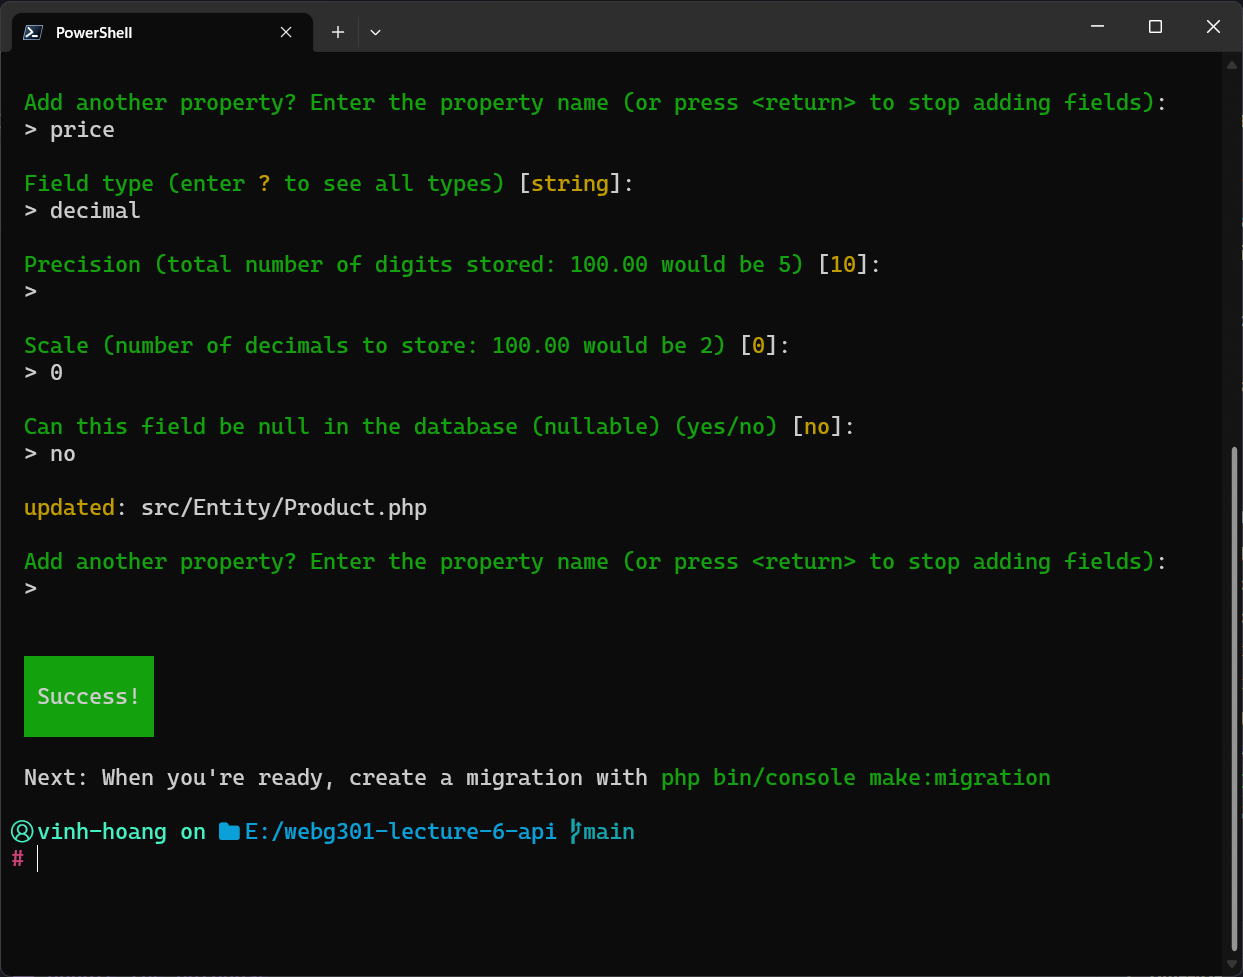 PowerShell
Add another property? Enter the property name (or press <return> to stop adding fields):
> price
Field type (enter ? to see all types) [string]:
> decimal
Precision (total number of digits stored: 100.00 would be 5) [10]:
>
Scale (number of decimals to store: 100.00 would be 2) [0]:
> 0
Can this field be null in the database (nullable) (yes/no) [no]:
> no
updated: src/Entity/Product.php
Add another property? Enter the property name (or press <return> to stop adding fields):
>
Success!
Next: When you're ready, create a migration with php bin/console make:migration
vinh-hoang on E:/webg301-lecture-6-api main
#